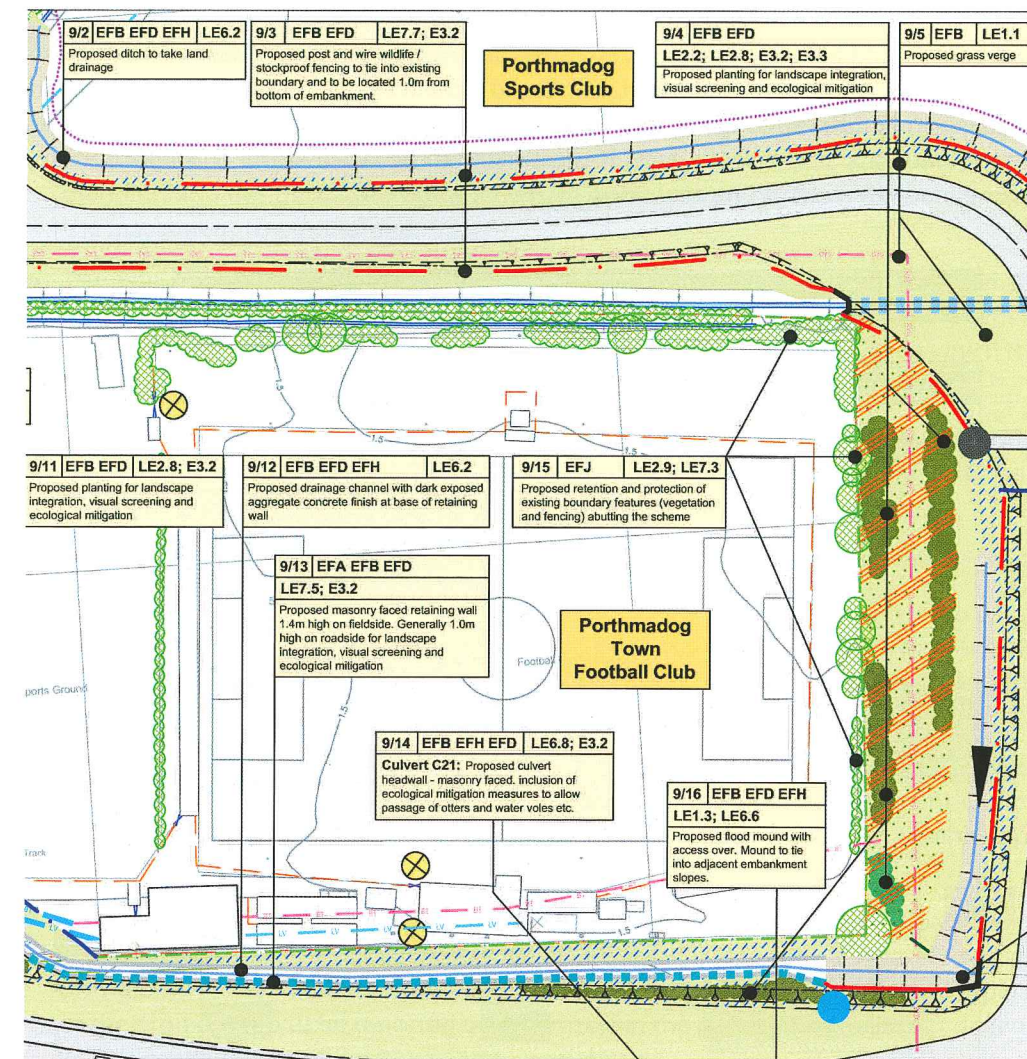 9/2 EFB EFD EFH LE6.2
Proposed ditch to take land
drainage
9/3 EFB EFD LE7.7; E3.2
Proposed post and wire wildlife /
stockproof fencing to tie into existing
boundary and to be located 1.0m from
bottom of embankment.
Porthmadog
Sports Club
9/4 EFB EFD
LE2.2; LE2.8; E3.2; E3.3
Proposed planting for landscape integration,
visual screening and ecological mitigation
9/5 EFB LE1.1
Proposed grass verge
1.5
1.5
9/11 EFB EFD LE2.8; E3.2
Proposed planting for landscape
integration, visual screening and
ecological mitigation
9/12 EFB EFD EFH LE6.2
Proposed drainage channel with dark exposed
aggregate concrete finish at base of retaining
wall
9/15 EFJ LE2.9; LE7.3
Proposed retention and protection of
existing boundary features (vegetation
and fencing) abutting the scheme
9/13 EFA EFB EFD
LE7.5; E3.2
Proposed masonry faced retaining wall
1.4m high on fieldside. Generally 1.0m
high on roadside for landscape
integration, visual screening and
ecological mitigation
Porthmadog
Town
Football Club
Footbal
ports Ground
1.5
9/14 EFB EFH EFD LE6.8; E3.2
Culvert C21: Proposed culvert
headwall - masonry faced. inclusion of
ecological mitigation measures to allow
passage of otters and water voles etc.
9/16 EFB EFD EFH
LE1.3; LE6.6
Proposed flood mound with
access over. Mound to tie
into adjacent embankment
slopes.
Track
BT BT BT
LV LV LV LV
1.5